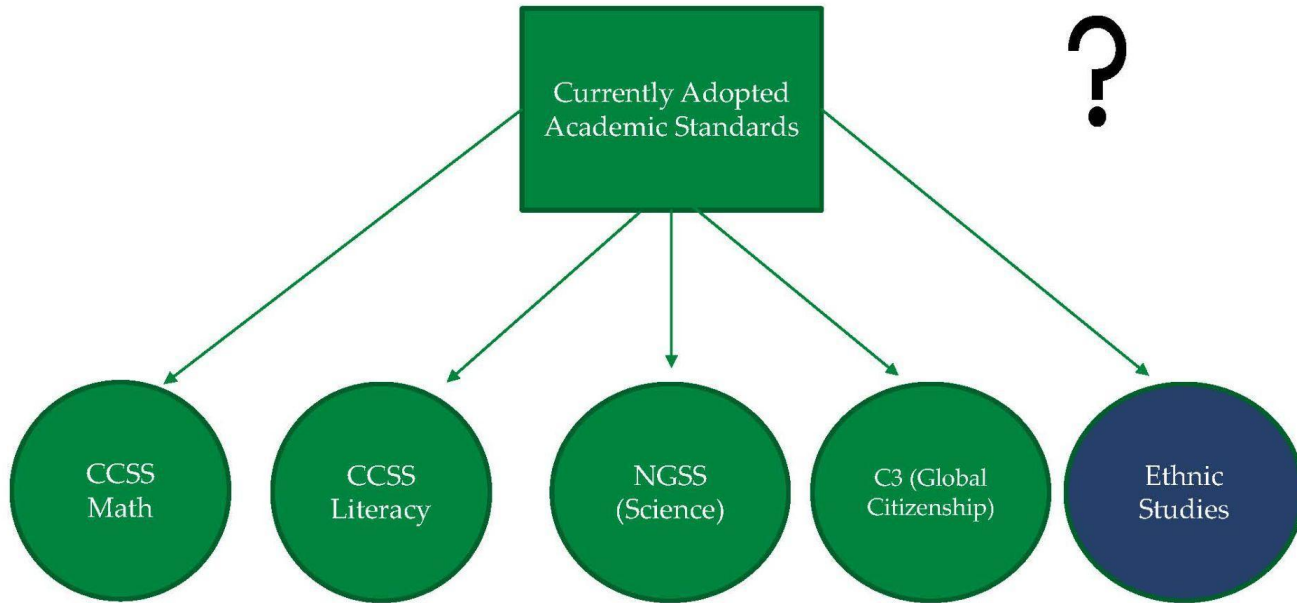 ?
Currently Adopted
Academic Standards
CCSS
Math
CCSS
Literacy
NGSS
(Science)
C3 (Global
Citizenship)
Ethnic
Studies